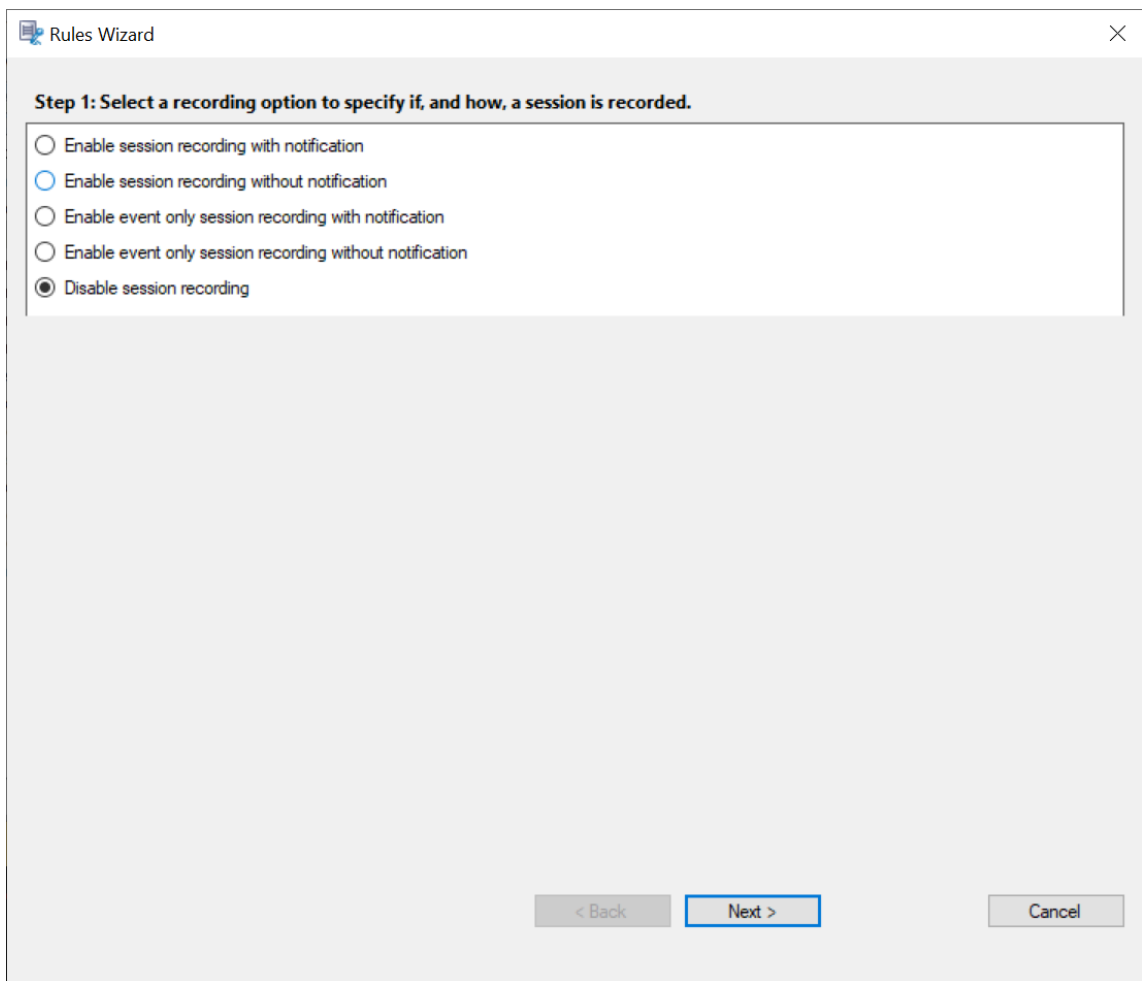 Rules Wizard
Step 1: Select a recording option to specify if, and how, a session is recorded.
Enable session recording with notification
Enable session recording without notification
Enable event only session recording with notification
Enable event only session recording without notification
Disable session recording
< Back
Next >
Cancel